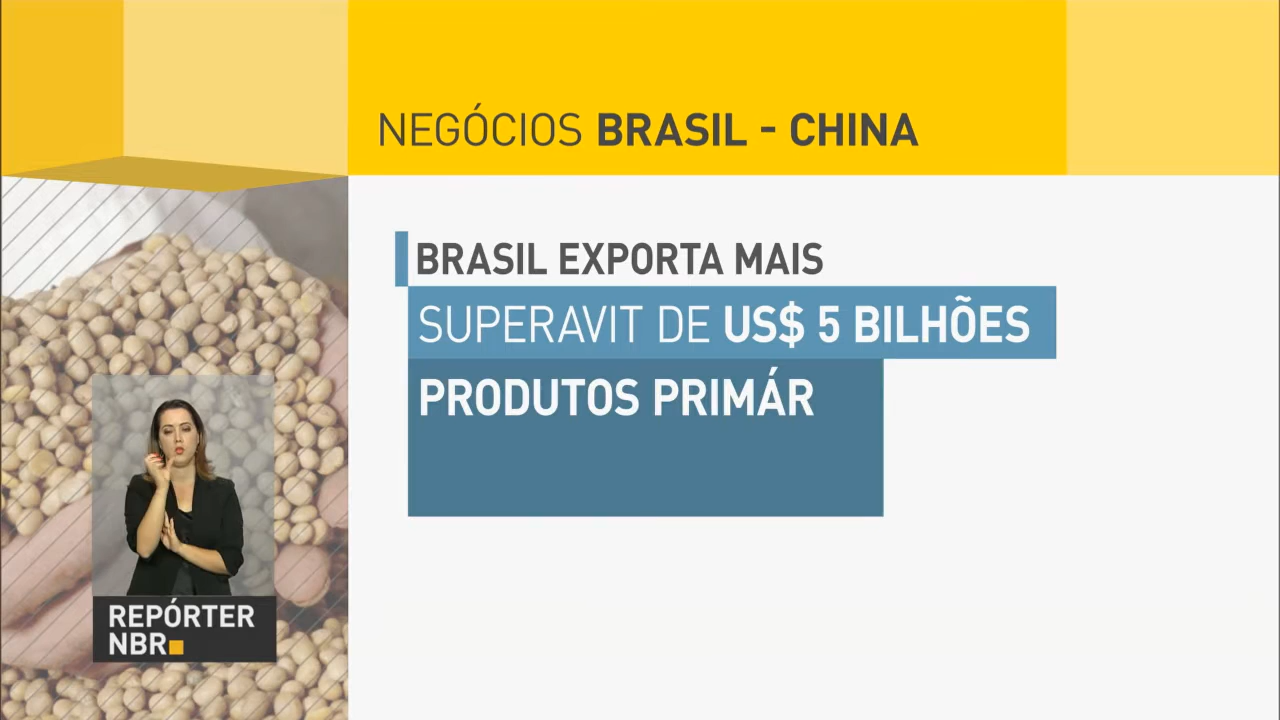 NEGÓCIOS BRASIL - CHINA
BRASIL EXPORTA MAIS
SUPERAVIT DE US$ 5 BILHÕES
PRODUTOS PRIMÁR
REPÓRTER
NBR